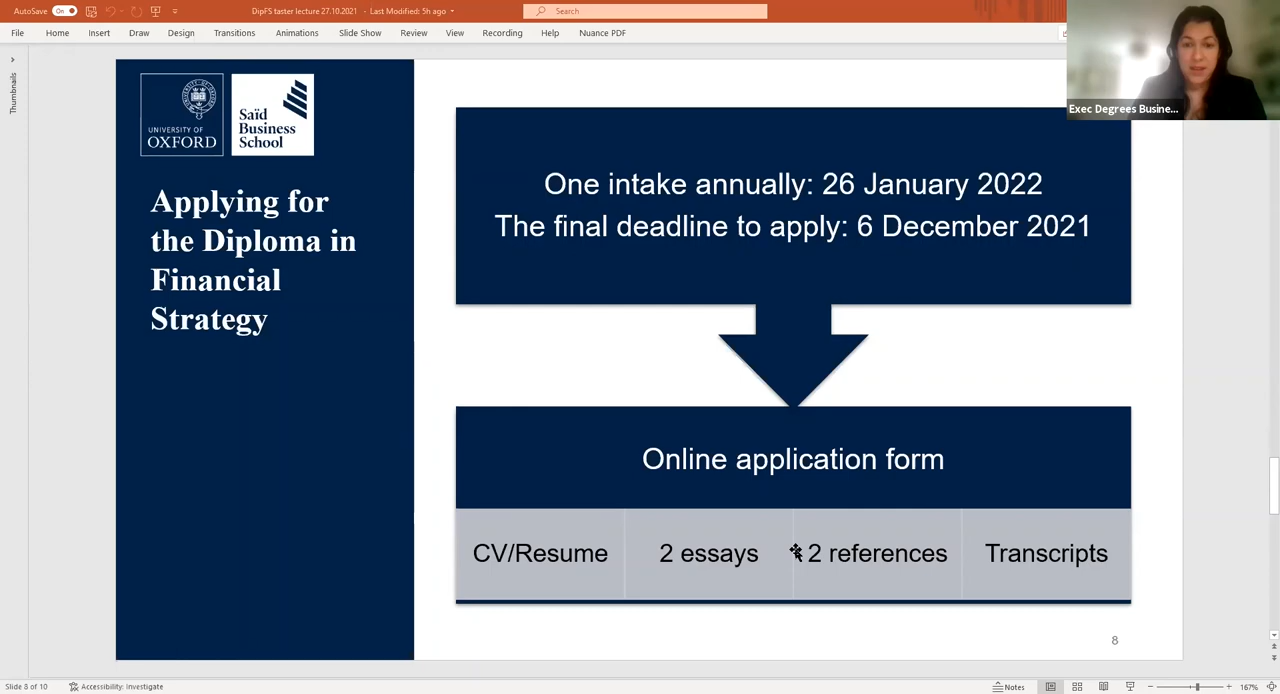 AutoSave On DipFS taster lecture 27.10.2021 · Last Modified: 5h ago Search
File Home Insert Draw Design Transitions Animations Slide Show Review View Recording Help Nuance PDF
Exec Degrees Busine...
Thumbnails
UNIVERSITY OF
OXFORD
Saïd
Business
School
Applying for
the Diploma in
Financial
Strategy
One intake annually: 26 January 2022
The final deadline to apply: 6 December 2021
Online application form
CV/Resume 2 essays 2 references Transcripts
8
Slide 8 of 10 Accessibility: Investigate Notes 167%